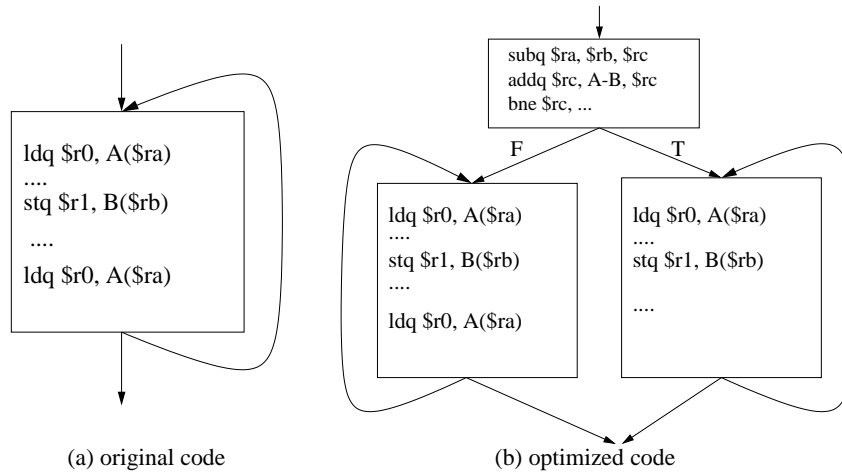 ldq $r0, A($ra)
....
stq $r1, B($rb)
....
ldq $r0, A($ra)
(a) original code
subq $ra, $rb, $rc
addq $rc, A-B, $rc
bne $rc, ...
F
T
ldq $r0, A($ra)
....
stq $r1, B($rb)
....
ldq $r0, A($ra)
ldq $r0, A($ra)
....
stq $r1, B($rb)
....
(b) optimized code